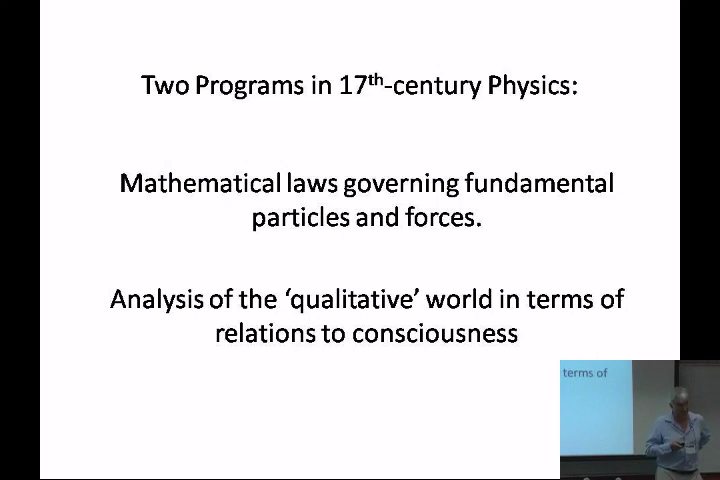 Two Programs in 17th-century Physics:
Mathematical laws governing fundamental
particles and forces.
Analysis of the ‘qualitative’ world in terms of
relations to consciousness
terms of